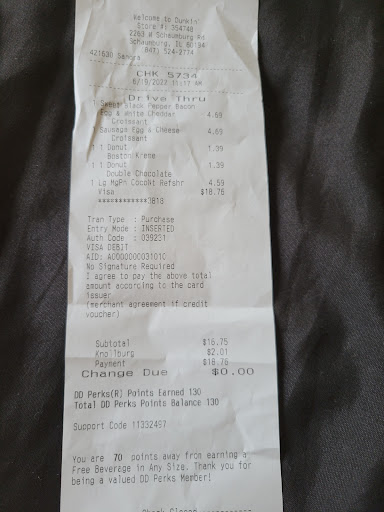 Welcome to Dunkin'
Store #: 354748
2263 W Schaumburg Rd
Schaumburg, IL 60194
(847) 524-2774
421630 Sahara
CHK 5734
6/19/2022 11:17 AM
Drive Thru
1 Sweet Black Pepper Bacon
Egg & White Cheddar 4.69
Croissant
Sausage Egg & Cheese 4.69
Croissant
1 1 Donut 1.39
Boston Kreme
1 1 Donut 1.39
Double Chocolate
1 Lg MgPn CocoNt Refshr 4.59
Visa $18.76
************3818
Tran Type : Purchase
Entry Mode : INSERTED
Auth Code : 039231
VISA DEBIT
AID: A0000000031010
No Signature Required
I agree to pay the above total
amount according to the card
issuer
(merchant agreement if credit
voucher)
Subtotal $16.75
$2.01
Payment $18.76
Change Due $0.00
DD Perks(R) Points Earned 130
Total DD Perks Points Balance 130
Support Code 11332497
You are 70 points away from earning a
Free Beverage in Any Size. Thank you for
being a valued DD Perks Member!